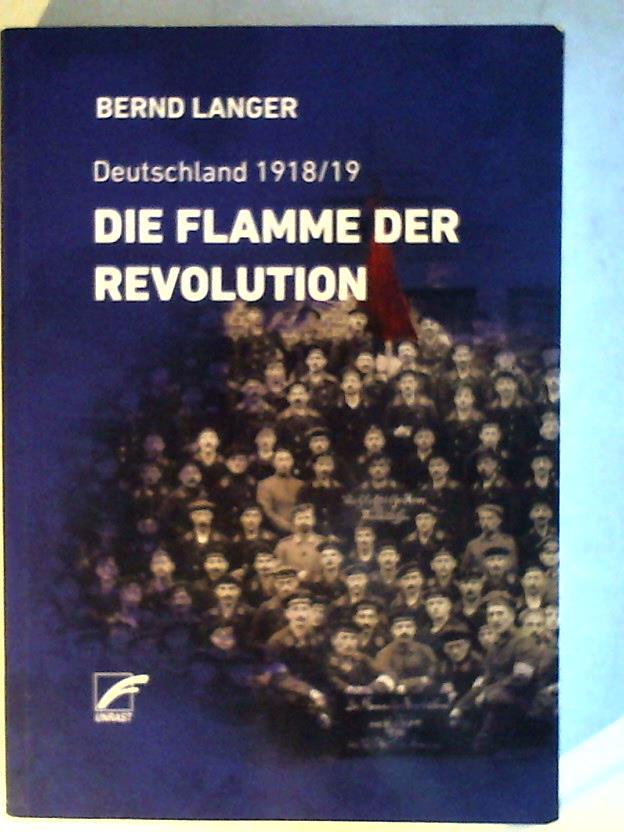 BERND LANGER
Deutschland 1918/19
DIE FLAMME DER
REVOLUTION
UNRAST